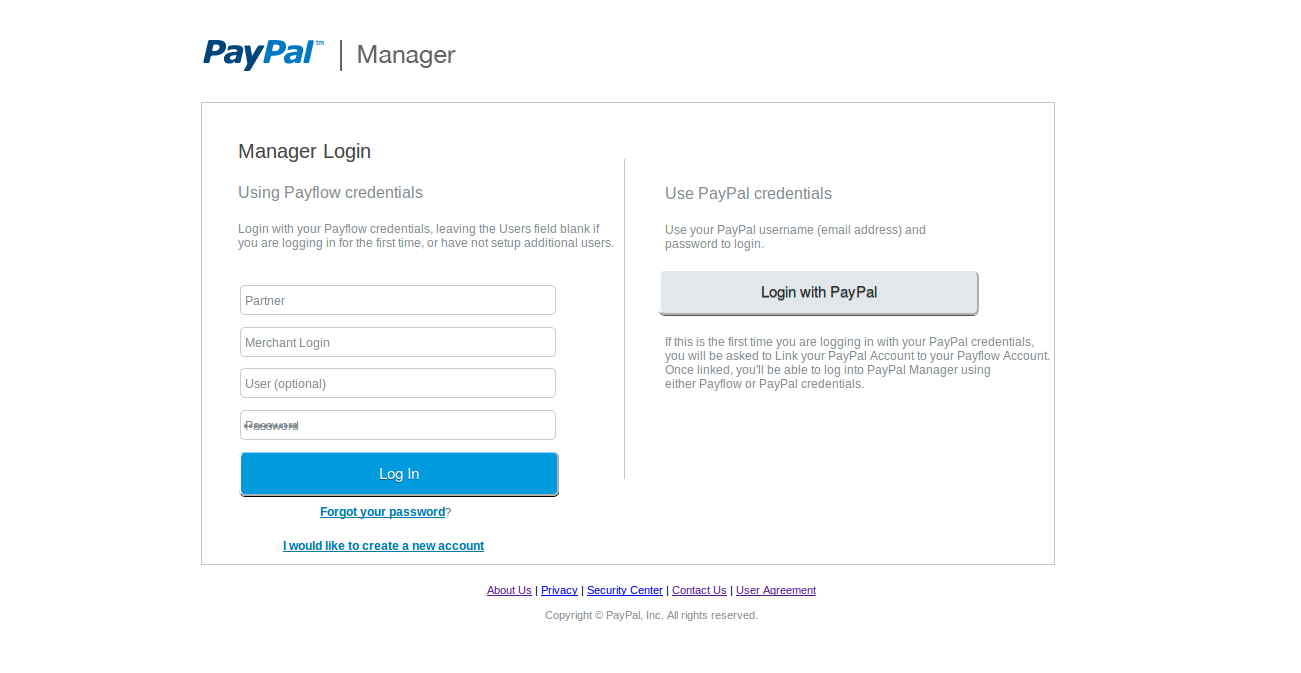 PayPal™ | Manager
Manager Login
Using Payflow credentials
Login with your Payflow credentials, leaving the Users field blank if
you are logging in for the first time, or have not setup additional users.
Partner
Merchant Login
User (optional)
Password
Log In
Forgot your password?
I would like to create a new account
Use PayPal credentials
Use your PayPal username (email address) and
password to login.
Login with PayPal
If this is the first time you are logging in with your PayPal credentials,
you will be asked to Link your PayPal Account to your Payflow Account.
Once linked, you'll be able to log into PayPal Manager using
either Payflow or PayPal credentials.
About Us | Privacy | Security Center | Contact Us | User Agreement
Copyright © PayPal, Inc. All rights reserved.